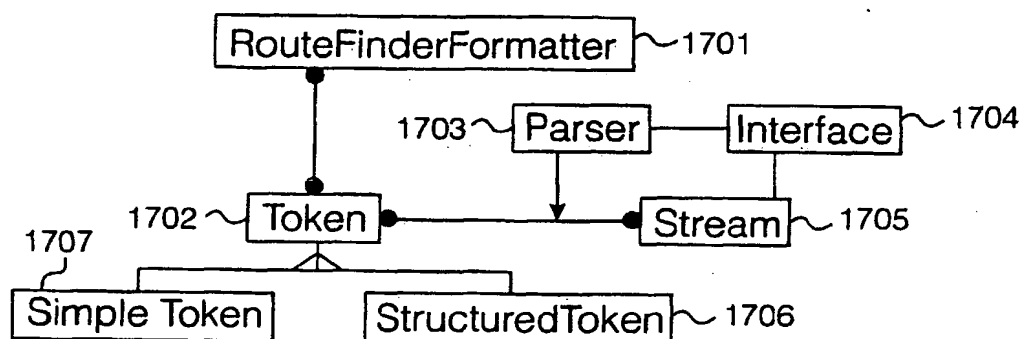 RouteFinderFormatter 1701
1703 Parser Interface 1704
1702 Token Stream 1705
1707
Simple Token StructuredToken 1706